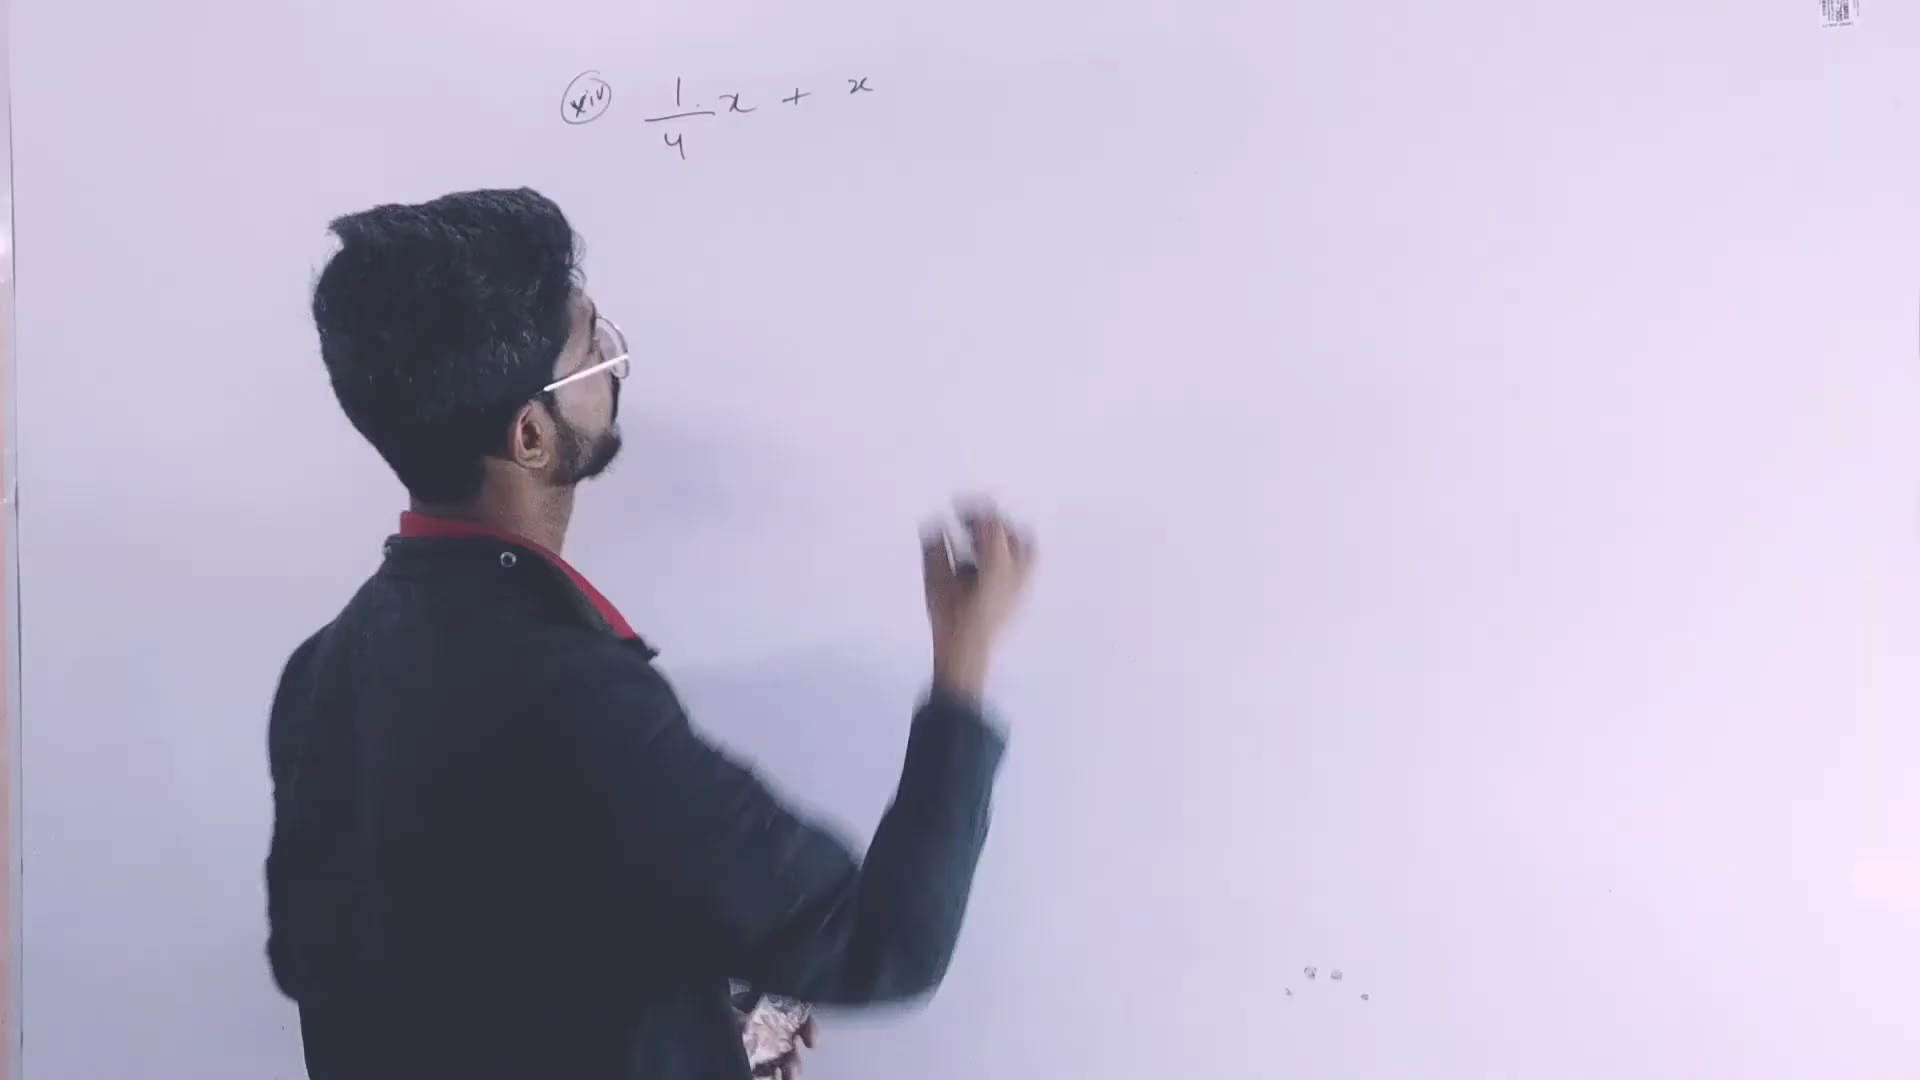 (xiv) 1/4 x + x